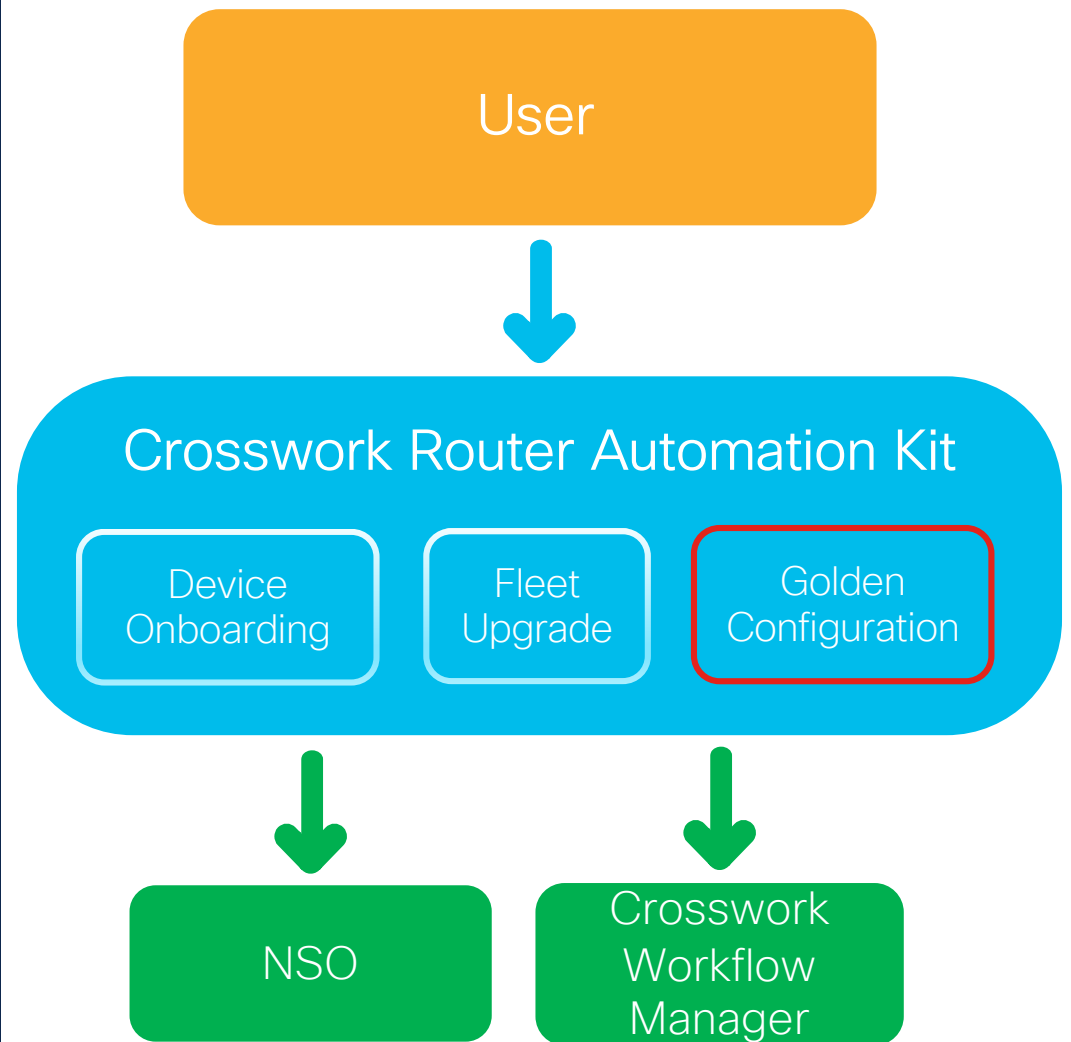 User
Crosswork Router Automation Kit
Device
Onboarding
Fleet
Upgrade
Golden
Configuration
NSO
Crosswork
Workflow
Manager